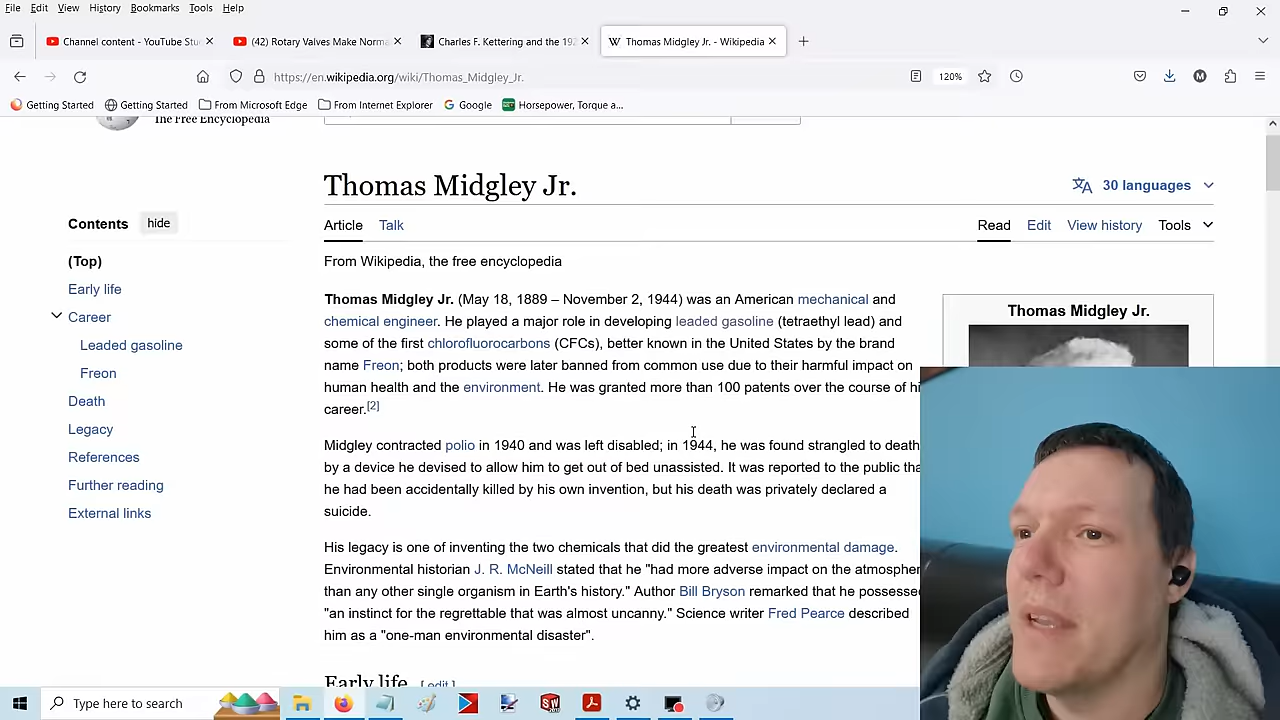 File Edit View History Bookmarks Tools Help
Channel content - YouTube Stu
(42) Rotary Valves Make Norma
Charles F. Kettering and the 192
Thomas Midgley Jr. - Wikipedia
https://en.wikipedia.org/wiki/Thomas_Midgley_Jr.
120%
M
Getting Started Getting Started From Microsoft Edge From Internet Explorer Google Horsepower, Torque a...
The Free Encyclopedia
Thomas Midgley Jr.
30 languages
Contents hide
(Top)
Early life
Career
Leaded gasoline
Freon
Death
Legacy
References
Further reading
External links
Article Talk
Read Edit View history Tools
From Wikipedia, the free encyclopedia
Thomas Midgley Jr. (May 18, 1889 – November 2, 1944) was an American mechanical and
chemical engineer. He played a major role in developing leaded gasoline (tetraethyl lead) and
some of the first chlorofluorocarbons (CFCs), better known in the United States by the brand
name Freon; both products were later banned from common use due to their harmful impact on
human health and the environment. He was granted more than 100 patents over the course of hi
career.[2]
Midgley contracted polio in 1940 and was left disabled; in 1944, he was found strangled to death
by a device he devised to allow him to get out of bed unassisted. It was reported to the public tha
he had been accidentally killed by his own invention, but his death was privately declared a
suicide.
His legacy is one of inventing the two chemicals that did the greatest environmental damage.
Environmental historian J. R. McNeill stated that he "had more adverse impact on the atmospher
than any other single organism in Earth's history." Author Bill Bryson remarked that he possesse
"an instinct for the regrettable that was almost uncanny." Science writer Fred Pearce described
him as a "one-man environmental disaster".
Early life [ edit ]
Thomas Midgley Jr.
Type here to search